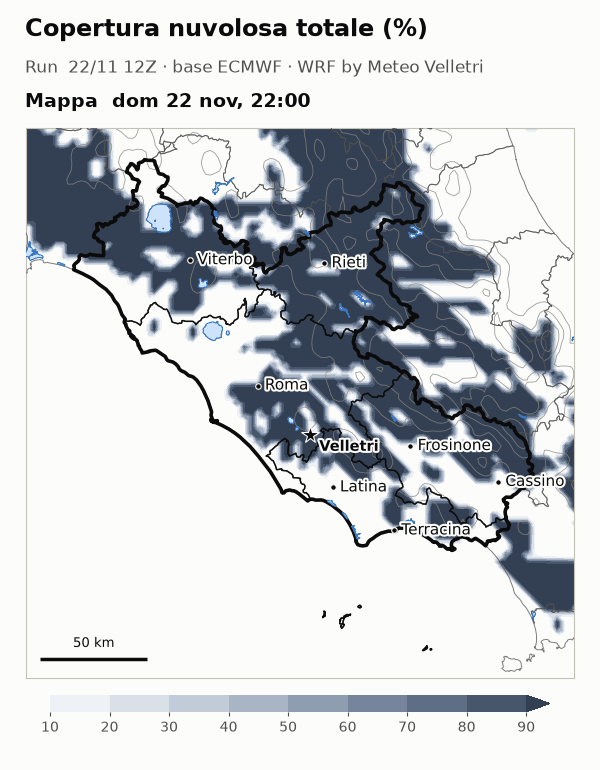 Copertura nuvolosa totale (%)
Run  22/11 12Z · base ECMWF · WRF by Meteo Velletri
Mappa  dom 22 nov, 22:00
Viterbo
Rieti
Roma
Velletri
Frosinone
Cassino
Latina
Terracina
50 km
10 20 30 40 50 60 70 80 90